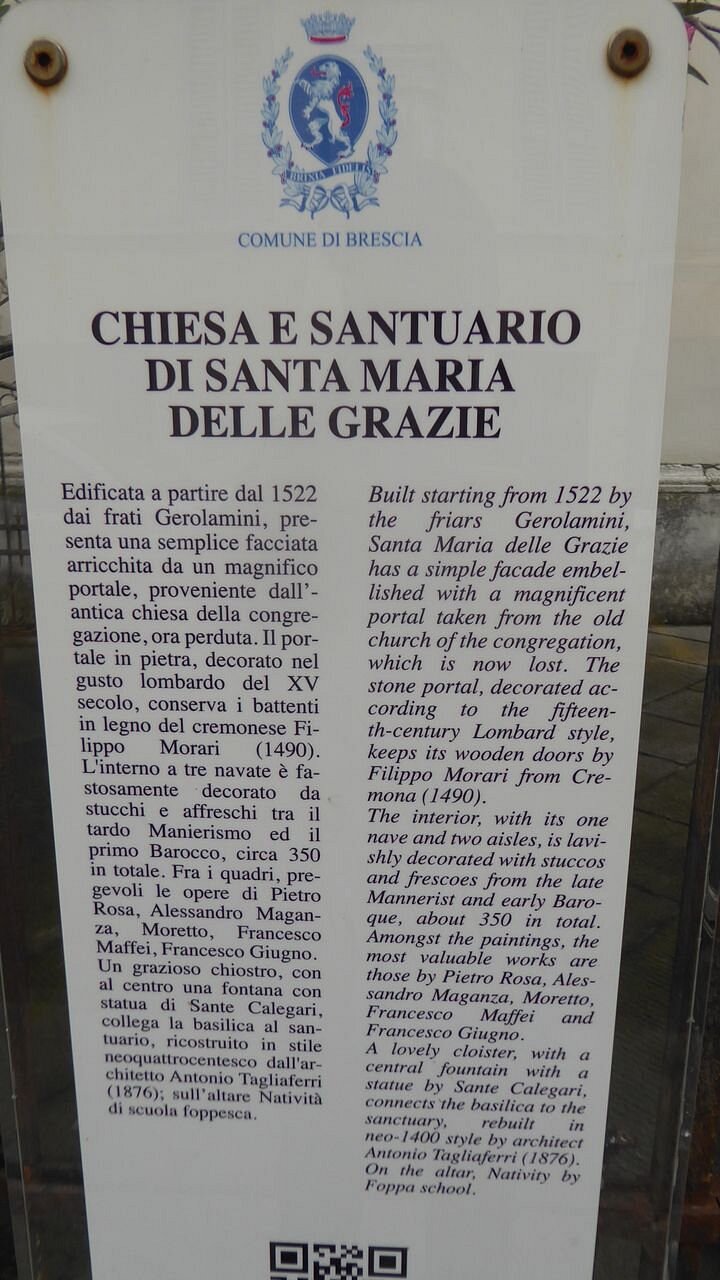 BRIXIA FIDELIS
COMUNE DI BRESCIA
CHIESA E SANTUARIO
DI SANTA MARIA
DELLE GRAZIE
Edificata a partire dal 1522
dai frati Gerolamini, pre-
senta una semplice facciata
arricchita da un magnifico
portale, proveniente dall'-
antica chiesa della congre-
gazione, ora perduta. Il por-
tale in pietra, decorato nel
gusto lombardo del XV
secolo, conserva i battenti
in legno del cremonese Fi-
lippo Morari (1490).
L'interno a tre navate è fa-
stosamente decorato da
stucchi e affreschi tra il
tardo Manierismo ed il
primo Barocco, circa 350
in totale. Fra i quadri, pre-
gevoli le opere di Pietro
Rosa, Alessandro Magan-
za, Moretto, Francesco
Maffei, Francesco Giugno.
Un grazioso chiostro, con
al centro una fontana con
statua di Sante Calegari,
collega la basilica al san-
tuario, ricostruito in stile
neoquattrocentesco dall'ar-
chitetto Antonio Tagliaferri
(1876); sull'altare Natività
di scuola foppesca.
Built starting from 1522 by
the friars Gerolamini,
Santa Maria delle Grazie
has a simple facade embel-
lished with a magnificent
portal taken from the old
church of the congregation,
which is now lost. The
stone portal, decorated ac-
cording to the fifteen-
th-century Lombard style,
keeps its wooden doors by
Filippo Morari from Cre-
mona (1490).
The interior, with its one
nave and two aisles, is lavi-
shly decorated with stuccos
and frescoes from the late
Mannerist and early Baro-
que, about 350 in total.
Amongst the paintings, the
most valuable works are
those by Pietro Rosa, Ales-
sandro Maganza, Moretto,
Francesco Maffei and
Francesco Giugno.
A lovely cloister, with a
central fountain with a
statue by Sante Calegari,
connects the basilica to the
sanctuary, rebuilt in
neo-1400 style by architect
Antonio Tagliaferri (1876).
On the altar, Nativity by
Foppa school.